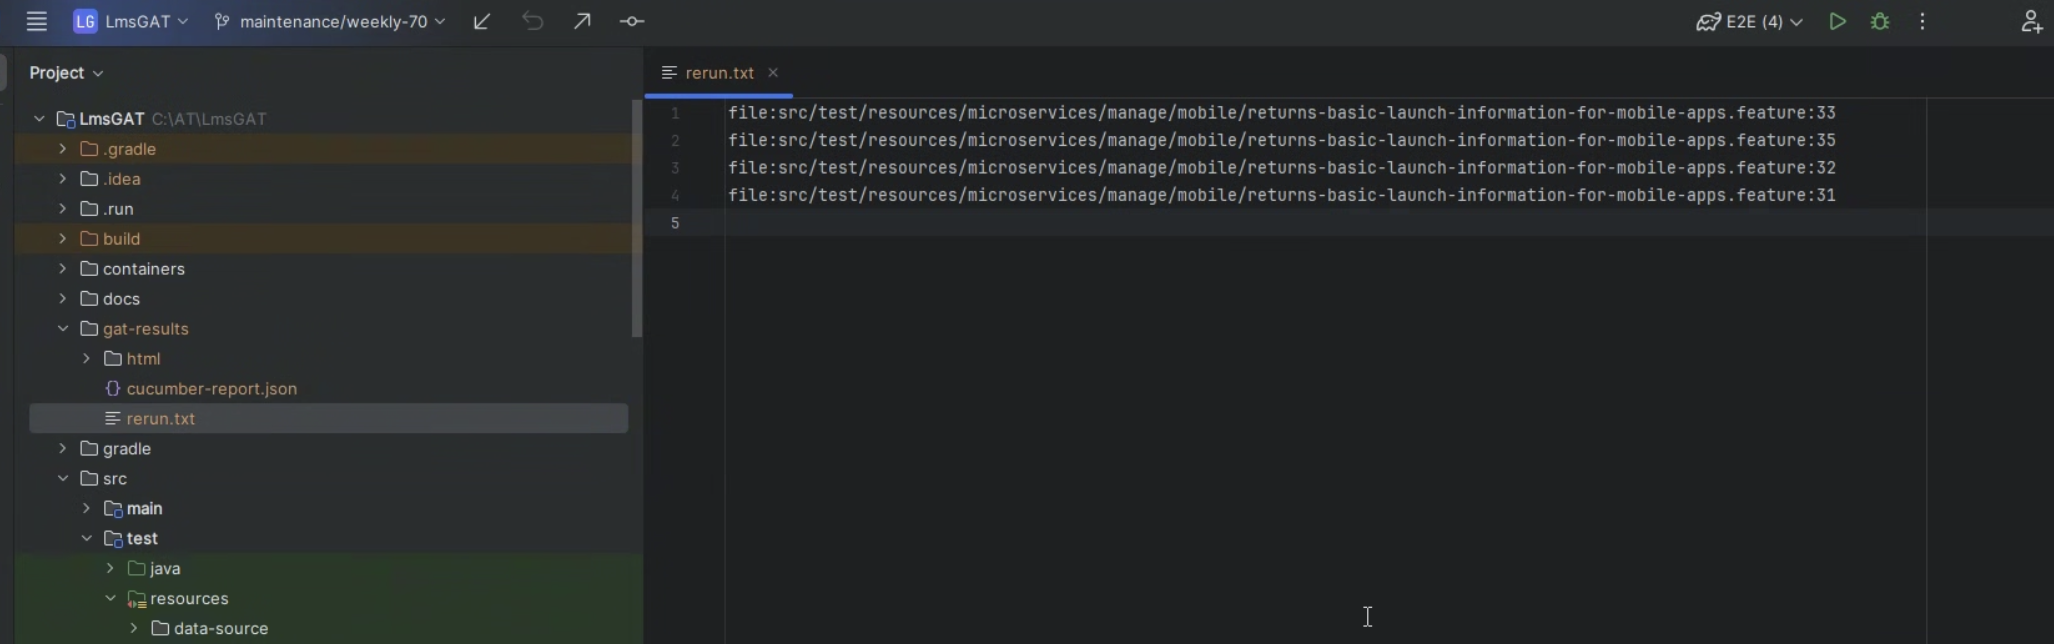 LG LmsGAT maintenance/weekly-70 E2E (4)
Project
LmsGAT C:\AT\LmsGAT
.gradle
.idea
.run
build
containers
docs
gat-results
html
cucumber-report.json
rerun.txt
gradle
src
main
test
java
resources
data-source
rerun.txt
1 file:src/test/resources/microservices/manage/mobile/returns-basic-launch-information-for-mobile-apps.feature:33
2 file:src/test/resources/microservices/manage/mobile/returns-basic-launch-information-for-mobile-apps.feature:35
3 file:src/test/resources/microservices/manage/mobile/returns-basic-launch-information-for-mobile-apps.feature:32
4 file:src/test/resources/microservices/manage/mobile/returns-basic-launch-information-for-mobile-apps.feature:31
5